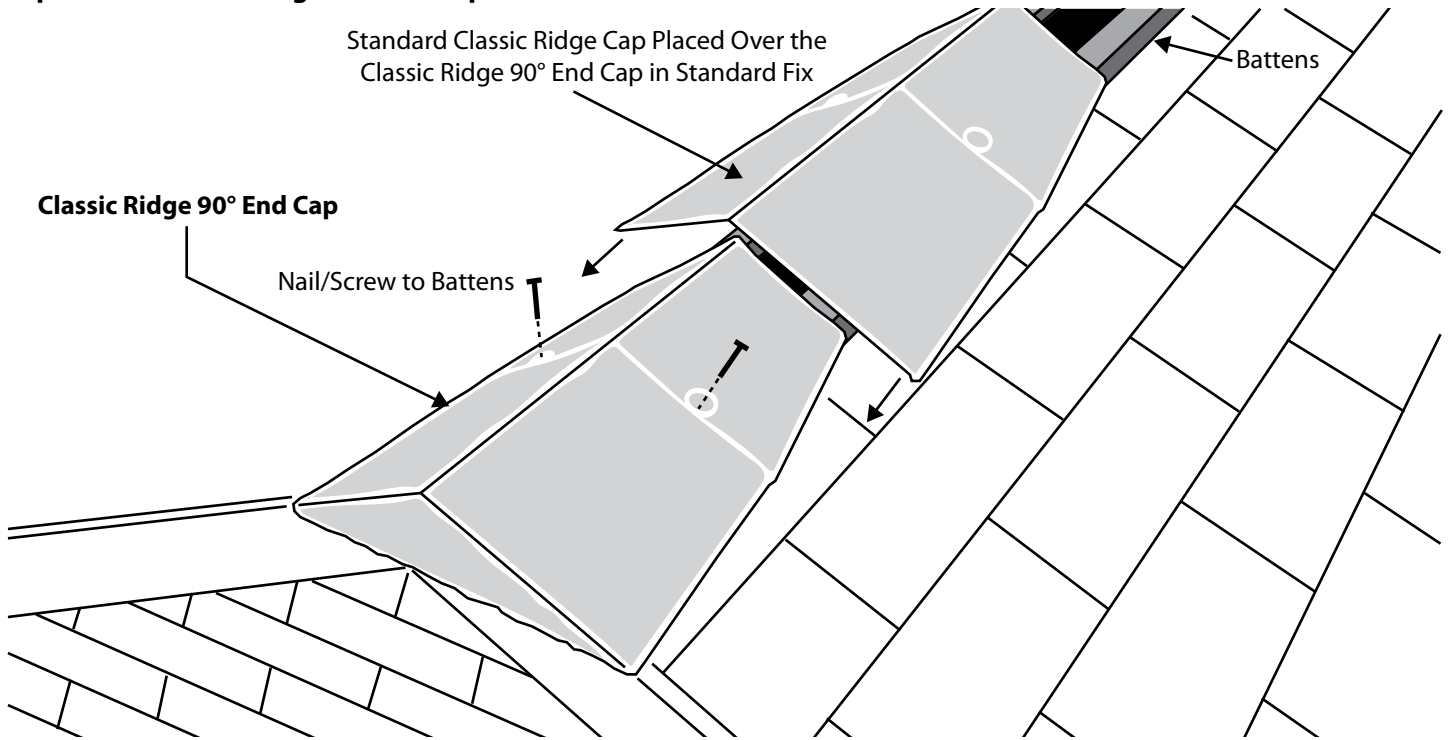 Standard Classic Ridge Cap Placed Over the
Classic Ridge 90° End Cap in Standard Fix
Battens
Classic Ridge 90° End Cap
Nail/Screw to Battens